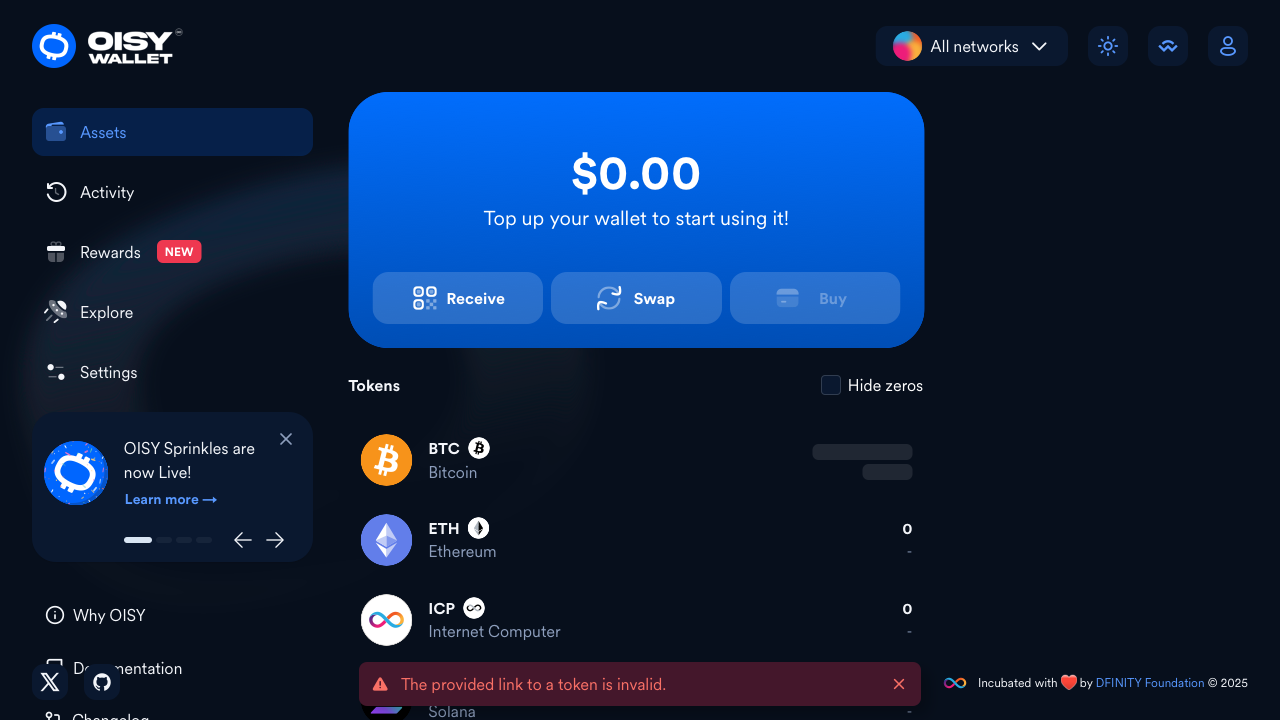 OISY
WALLET
All networks
Assets
Activity
Rewards NEW
Explore
Settings
OISY Sprinkles are
now Live!
Learn more →
Why OISY
Documentation
Changelog
$0.00
Top up your wallet to start using it!
Receive
Swap
Buy
Tokens
Hide zeros
BTC
Bitcoin
ETH
0
Ethereum
-
ICP
0
Internet Computer
-
The provided link to a token is invalid.
Solana
-
Incubated with ❤️ by DFINITY Foundation © 2025